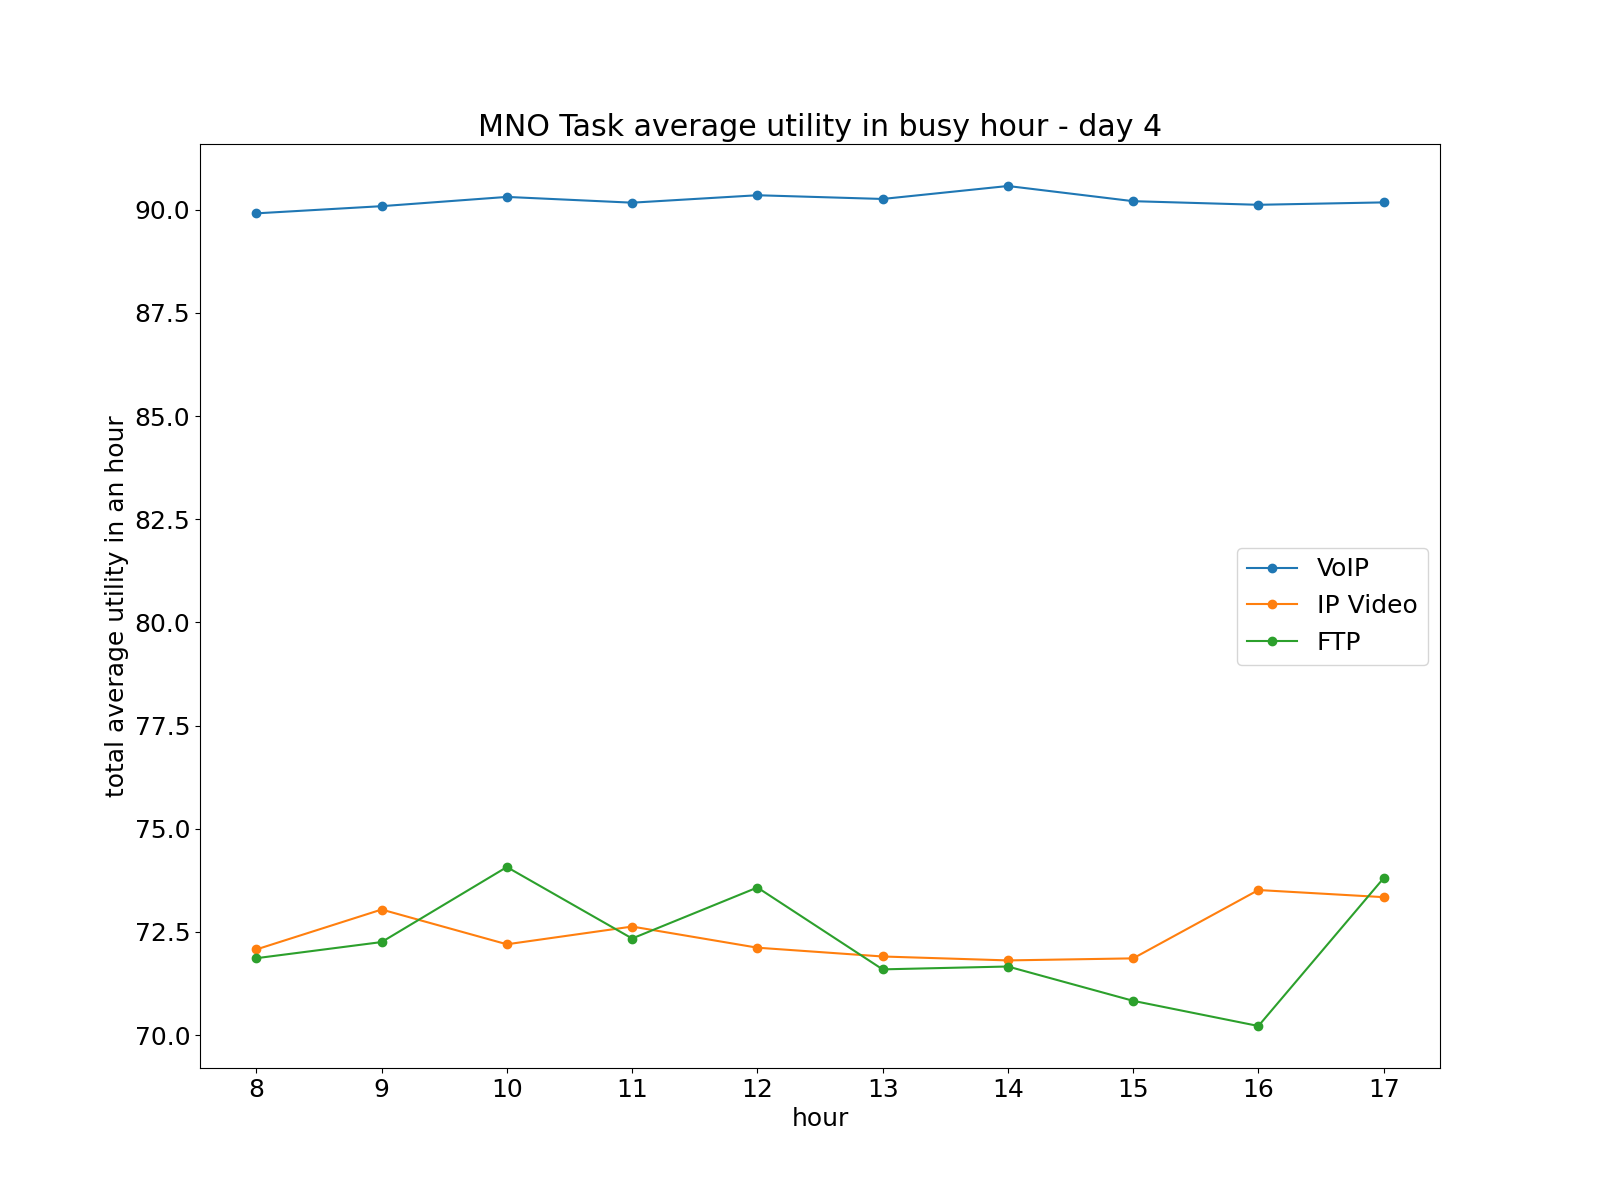 MNO Task average utility in busy hour - day 4
total average utility in an hour
90.0
87.5
85.0
82.5
80.0
77.5
75.0
72.5
70.0
VoIP
IP Video
FTP
8 9 10 11 12 13 14 15 16 17
hour